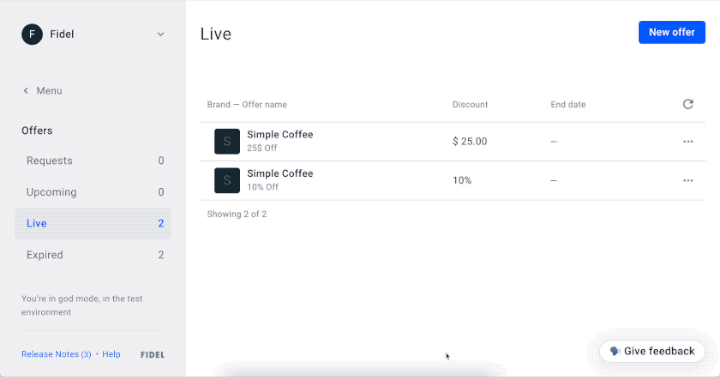 F Fidel
Menu
Offers
Requests 0
Upcoming 0
Live 2
Expired 2
You're in god mode, in the test
environment
Release Notes (3) • Help FIDEL
Live
New offer
Brand — Offer name Discount End date
S Simple Coffee $ 25.00 –
25$ Off
S Simple Coffee 10% –
10% Off
Showing 2 of 2
Give feedback